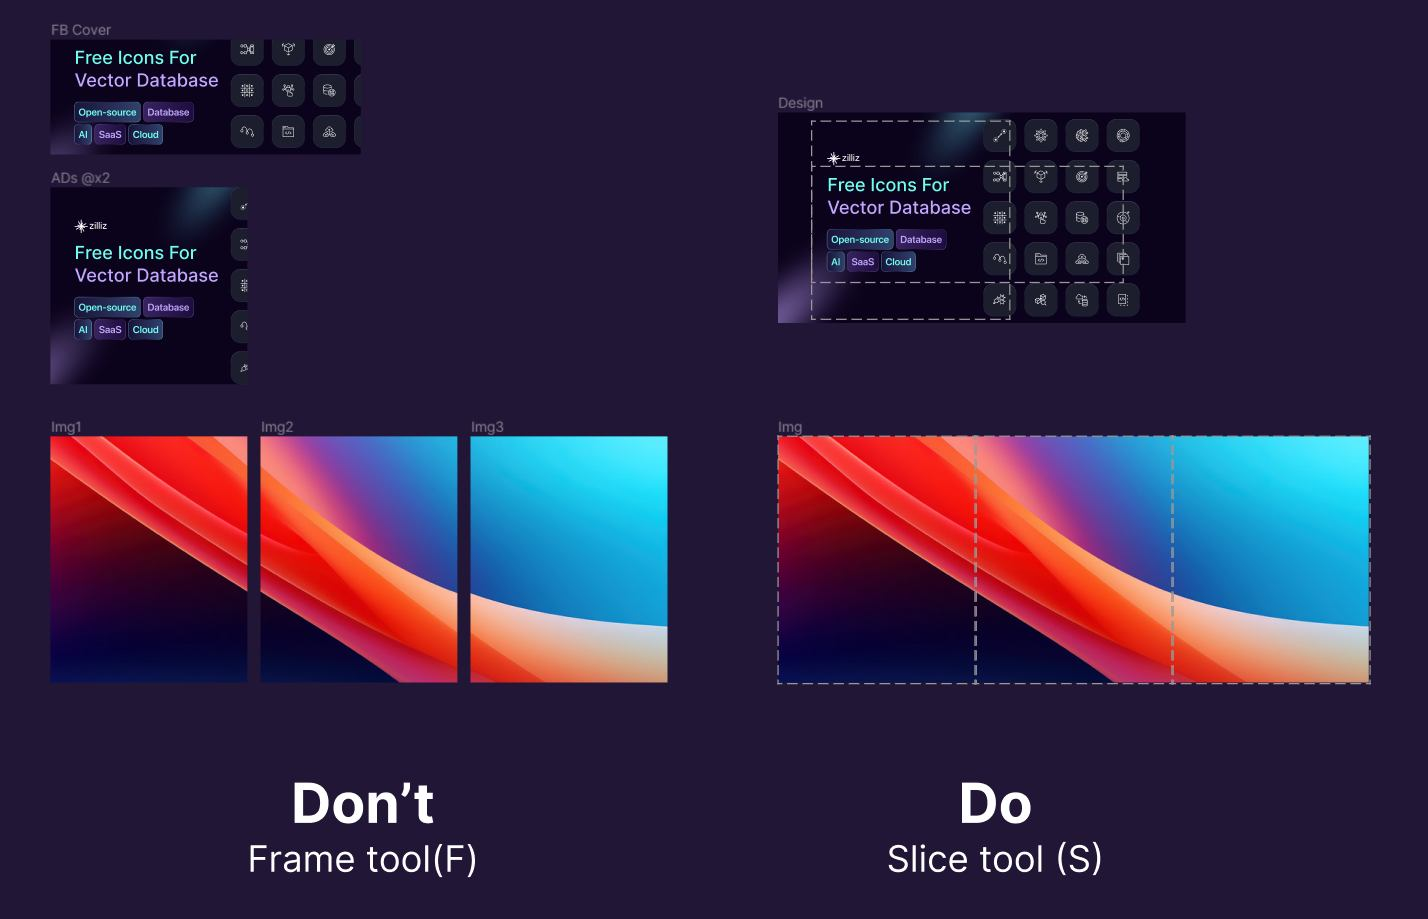 FB Cover
Free Icons For
Vector Database
Open-source Database
AI SaaS Cloud
ADs @x2
zilliz
Free Icons For
Vector Database
Open-source Database
AI SaaS Cloud
Design
zilliz
Free Icons For
Vector Database
Open-source Database
AI SaaS Cloud
Img1 Img2 Img3
Img
Don’t
Frame tool(F)
Do
Slice tool (S)